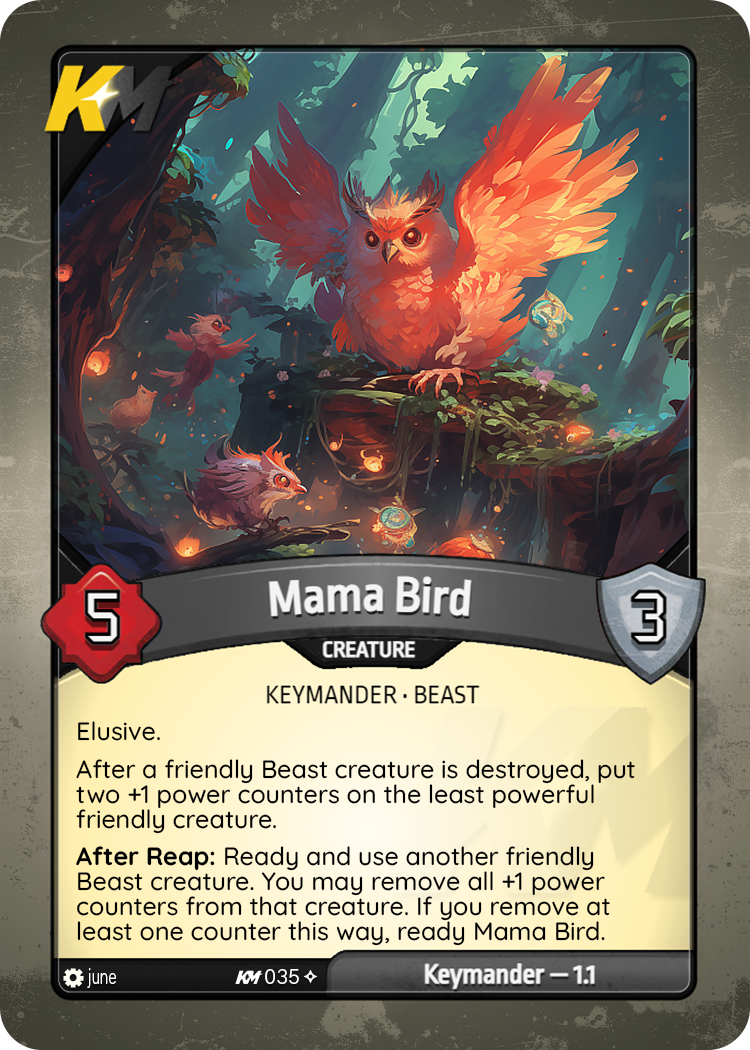 KM
Mama Bird
5
3
CREATURE
KEYMANDER · BEAST
Elusive.
After a friendly Beast creature is destroyed, put
two +1 power counters on the least powerful
friendly creature.
After Reap: Ready and use another friendly
Beast creature. You may remove all +1 power
counters from that creature. If you remove at
least one counter this way, ready Mama Bird.
june
KM 035
Keymander — 1.1